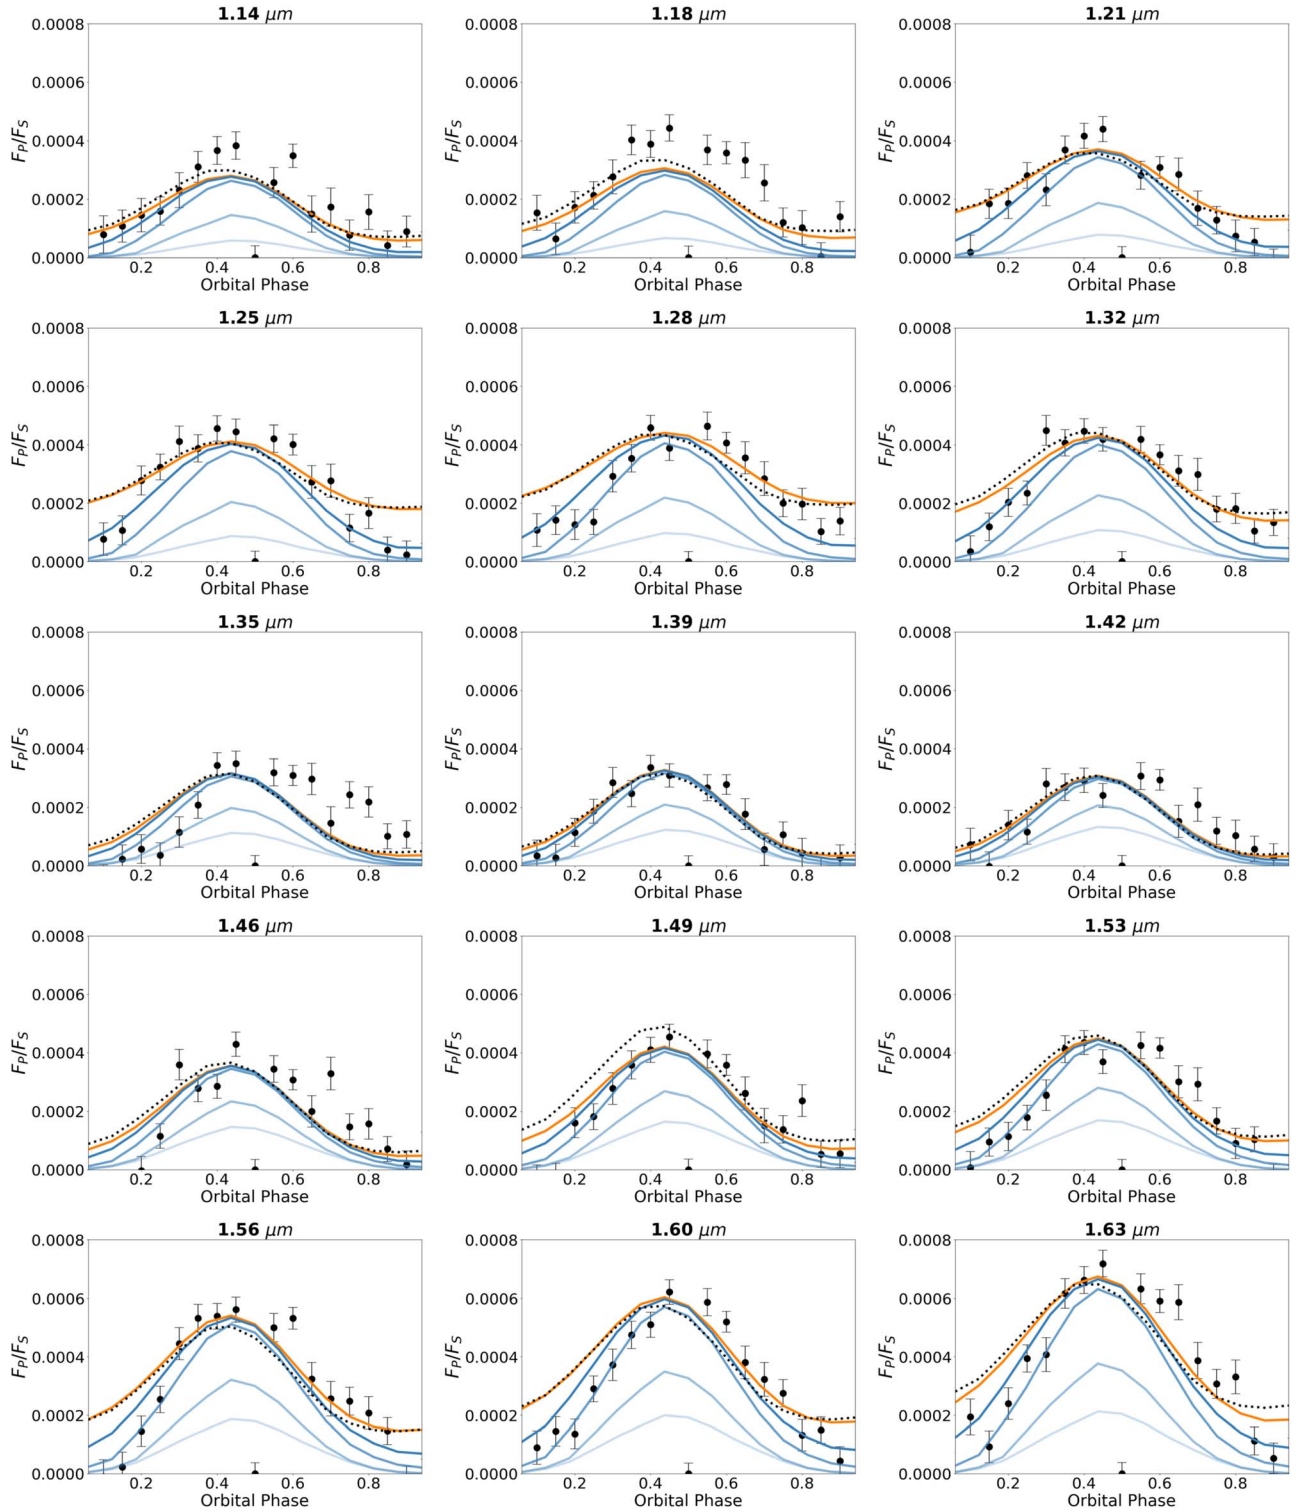 1.14 μm 1.18 μm 1.21 μm
0.0008 0.0008 0.0008
0.0006 0.0006 0.0006
0.0004 0.0004 0.0004
0.0002 0.0002 0.0002
0.0000 0.0000 0.0000
F_P/F_S F_P/F_S F_P/F_S
0.2 0.4 0.6 0.8 0.2 0.4 0.6 0.8 0.2 0.4 0.6 0.8
Orbital Phase Orbital Phase Orbital Phase
1.25 μm 1.28 μm 1.32 μm
0.0008 0.0008 0.0008
0.0006 0.0006 0.0006
0.0004 0.0004 0.0004
0.0002 0.0002 0.0002
0.0000 0.0000 0.0000
F_P/F_S F_P/F_S F_P/F_S
0.2 0.4 0.6 0.8 0.2 0.4 0.6 0.8 0.2 0.4 0.6 0.8
Orbital Phase Orbital Phase Orbital Phase
1.35 μm 1.39 μm 1.42 μm
0.0008 0.0008 0.0008
0.0006 0.0006 0.0006
0.0004 0.0004 0.0004
0.0002 0.0002 0.0002
0.0000 0.0000 0.0000
F_P/F_S F_P/F_S F_P/F_S
0.2 0.4 0.6 0.8 0.2 0.4 0.6 0.8 0.2 0.4 0.6 0.8
Orbital Phase Orbital Phase Orbital Phase
1.46 μm 1.49 μm 1.53 μm
0.0008 0.0008 0.0008
0.0006 0.0006 0.0006
0.0004 0.0004 0.0004
0.0002 0.0002 0.0002
0.0000 0.0000 0.0000
F_P/F_S F_P/F_S F_P/F_S
0.2 0.4 0.6 0.8 0.2 0.4 0.6 0.8 0.2 0.4 0.6 0.8
Orbital Phase Orbital Phase Orbital Phase
1.56 μm 1.60 μm 1.63 μm
0.0008 0.0008 0.0008
0.0006 0.0006 0.0006
0.0004 0.0004 0.0004
0.0002 0.0002 0.0002
0.0000 0.0000 0.0000
F_P/F_S F_P/F_S F_P/F_S
0.2 0.4 0.6 0.8 0.2 0.4 0.6 0.8 0.2 0.4 0.6 0.8
Orbital Phase Orbital Phase Orbital Phase